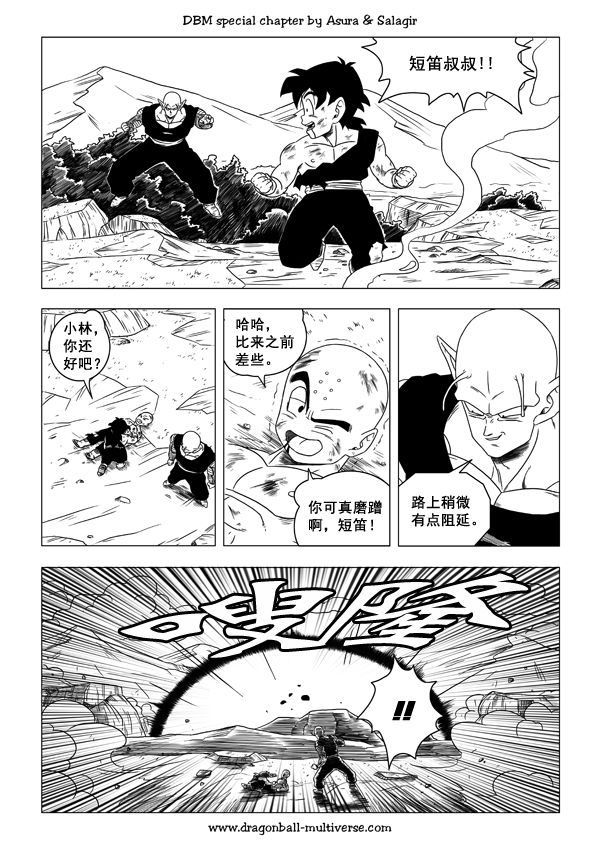 DBM special chapter by Asura & Salagir
短笛叔叔!!
小林，
你还
好吧？
哈哈，
比来之前
差些。
你可真磨蹭
啊，短笛！
路上稍微
有点阻延。
!!
www.dragonball-multiverse.com